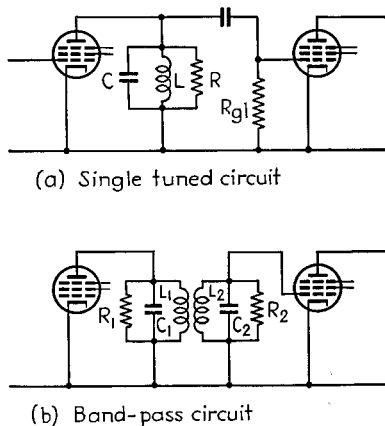 C L R
Rg1
(a) Single tuned circuit
R1 C1 L1 L2 C2 R2
(b) Band-pass circuit